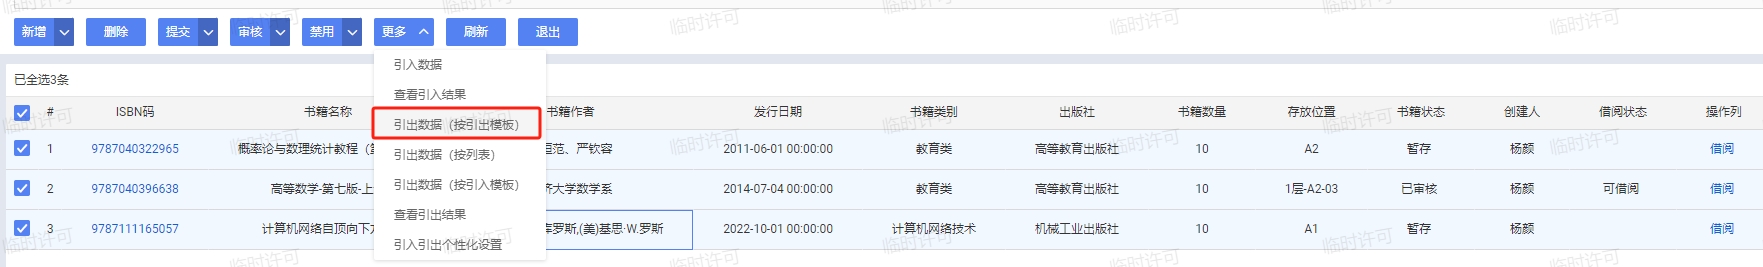 新增 删除 提交 审核 禁用 更多 刷新 退出
引入数据
已全选3条
查看引入结果
# ISBN码 书籍名称 书籍作者 发行日期 书籍类别 出版社 书籍数量 存放位置 书籍状态 创建人 借阅状态 操作列
引出数据（按引出模板）
1 9787040322965 概率论与数理统计教程（第 恒范、严钦容 2011-06-01 00:00:00 教育类 高等教育出版社 10 A2 暂存 杨颜 借阅
引出数据（按列表）
引出数据（按引入模板）
2 9787040396638 高等数学-第七版-上 济大学数学系 2014-07-04 00:00:00 教育类 高等教育出版社 10 1层-A2-03 已审核 杨颜 可借阅 借阅
查看引出结果
3 9787111165057 计算机网络自顶向下方 库罗斯,(美)基思·W.罗斯 2022-10-01 00:00:00 计算机网络技术 机械工业出版社 10 A1 暂存 杨颜 借阅
引入引出个性化设置
临时许可